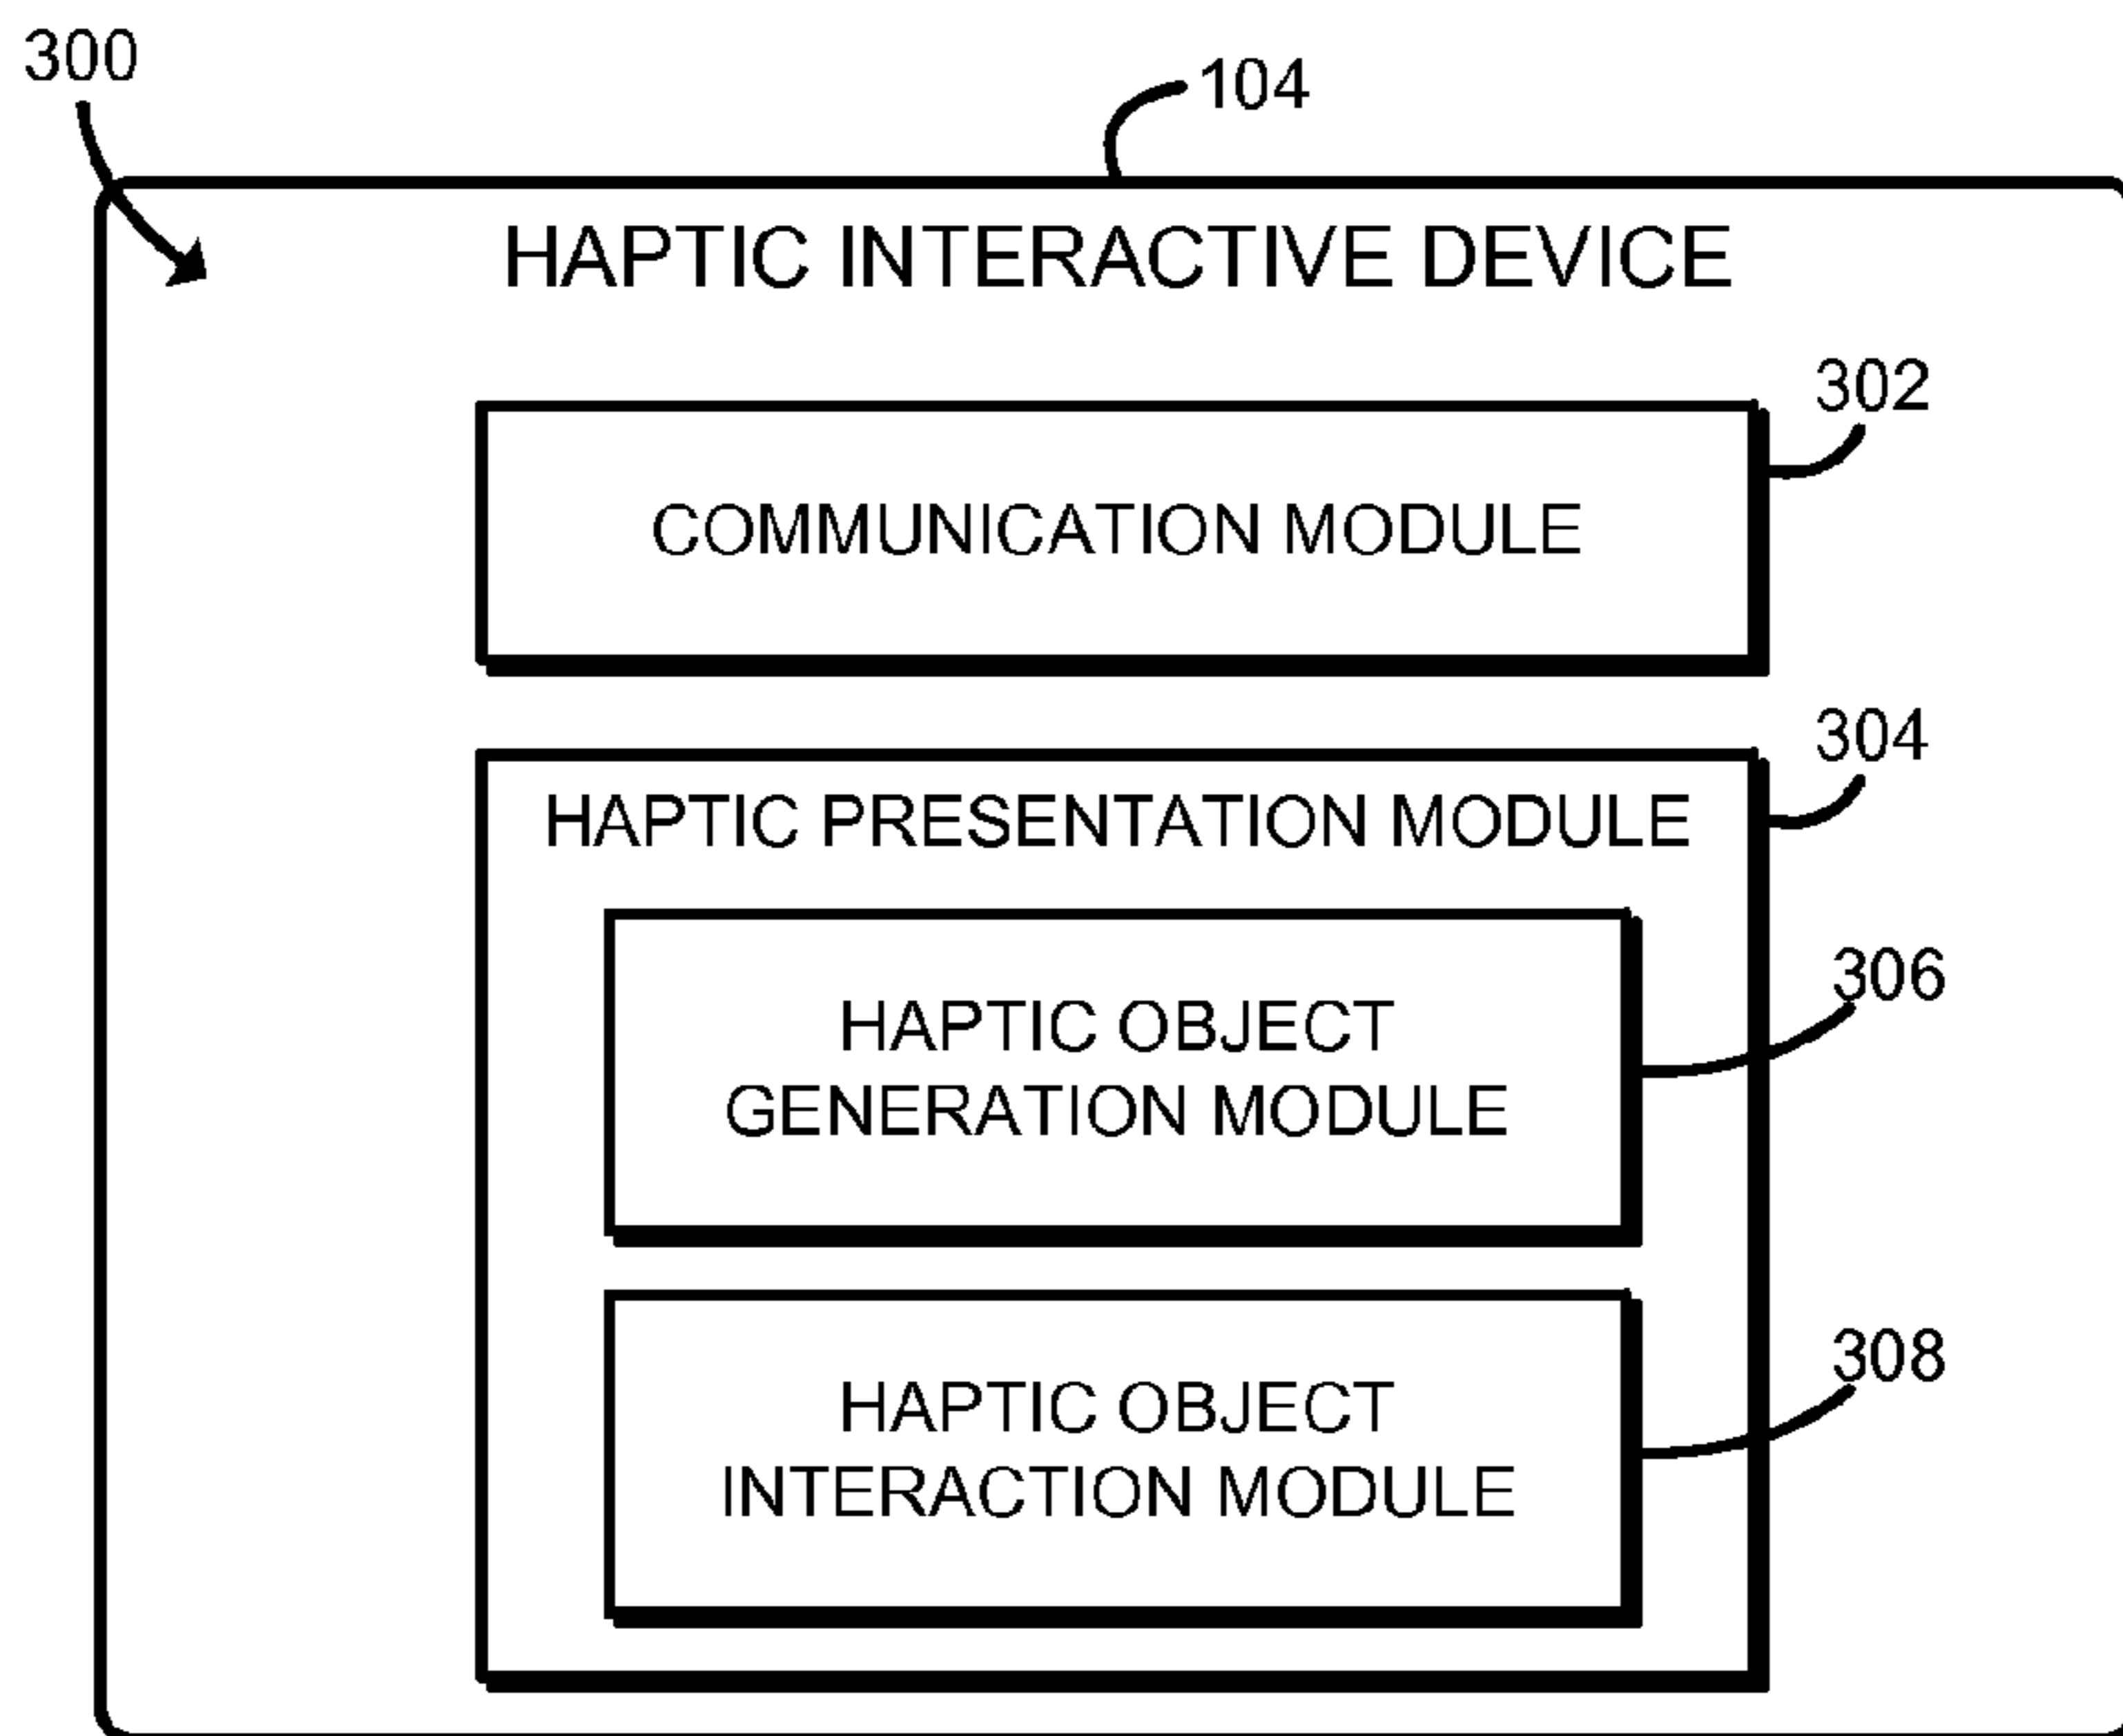 300
104
HAPTIC INTERACTIVE DEVICE
302
COMMUNICATION MODULE
304
HAPTIC PRESENTATION MODULE
306
HAPTIC OBJECT
GENERATION MODULE
308
HAPTIC OBJECT
INTERACTION MODULE